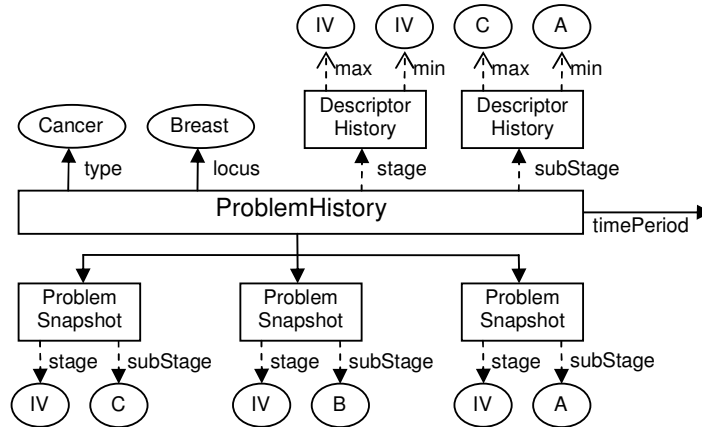 IV IV C A
max min max min
Descriptor History Descriptor History
Cancer Breast
type locus stage subStage
ProblemHistory
timePeriod
Problem Snapshot Problem Snapshot Problem Snapshot
stage subStage stage subStage stage subStage
IV C IV B IV A